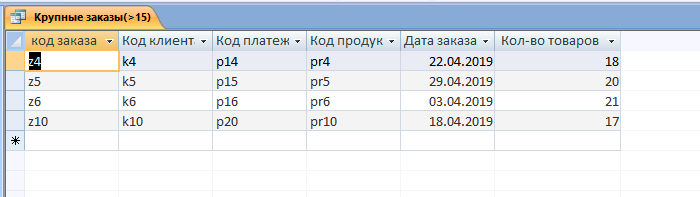 Крупные заказы(>15)
код заказа Код клиент Код платеж Код продук Дата заказа Кол-во товаров
z4 k4 p14 pr4 22.04.2019 18
z5 k5 p15 pr5 29.04.2019 20
z6 k6 p16 pr6 03.04.2019 21
z10 k10 p20 pr10 18.04.2019 17